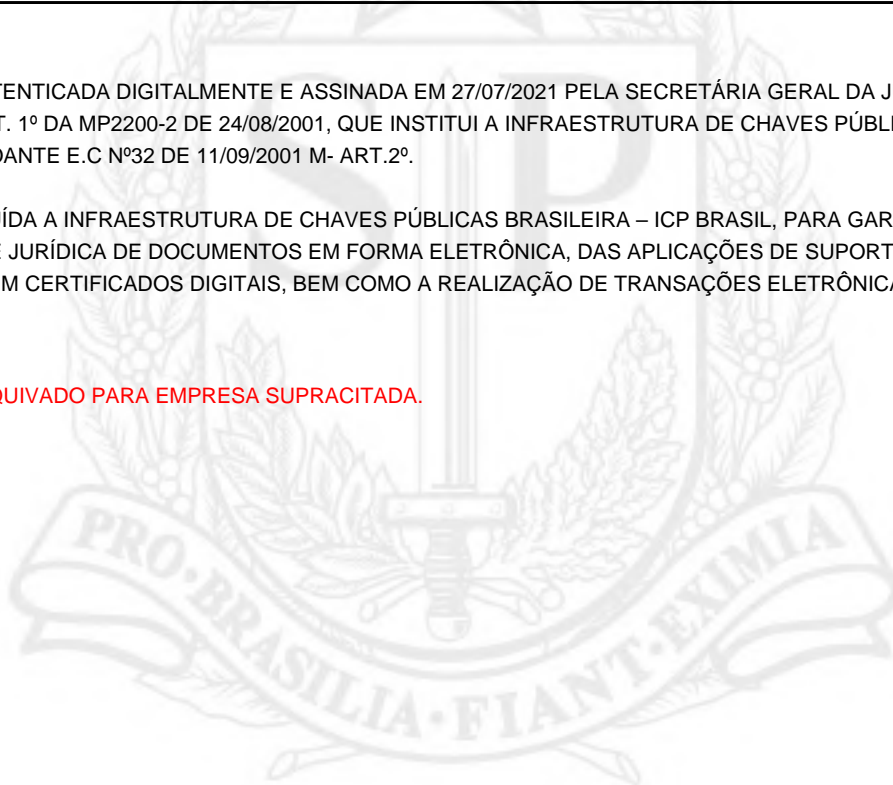 TENTICADA DIGITALMENTE E ASSINADA EM 27/07/2021 PELA SECRETÁRIA GERAL DA J
T. 1º DA MP2200-2 DE 24/08/2001, QUE INSTITUI A INFRAESTRUTURA DE CHAVES PÚBLI
DANTE E.C Nº32 DE 11/09/2001 M- ART.2º.
UÍDA A INFRAESTRUTURA DE CHAVES PÚBLICAS BRASILEIRA – ICP BRASIL, PARA GAR
E JURÍDICA DE DOCUMENTOS EM FORMA ELETRÔNICA, DAS APLICAÇÕES DE SUPORT
M CERTIFICADOS DIGITAIS, BEM COMO A REALIZAÇÃO DE TRANSAÇÕES ELETRÔNICA
QUIVADO PARA EMPRESA SUPRACITADA.
SP
PRO·BRASILIA·FIANT·EXIMIA